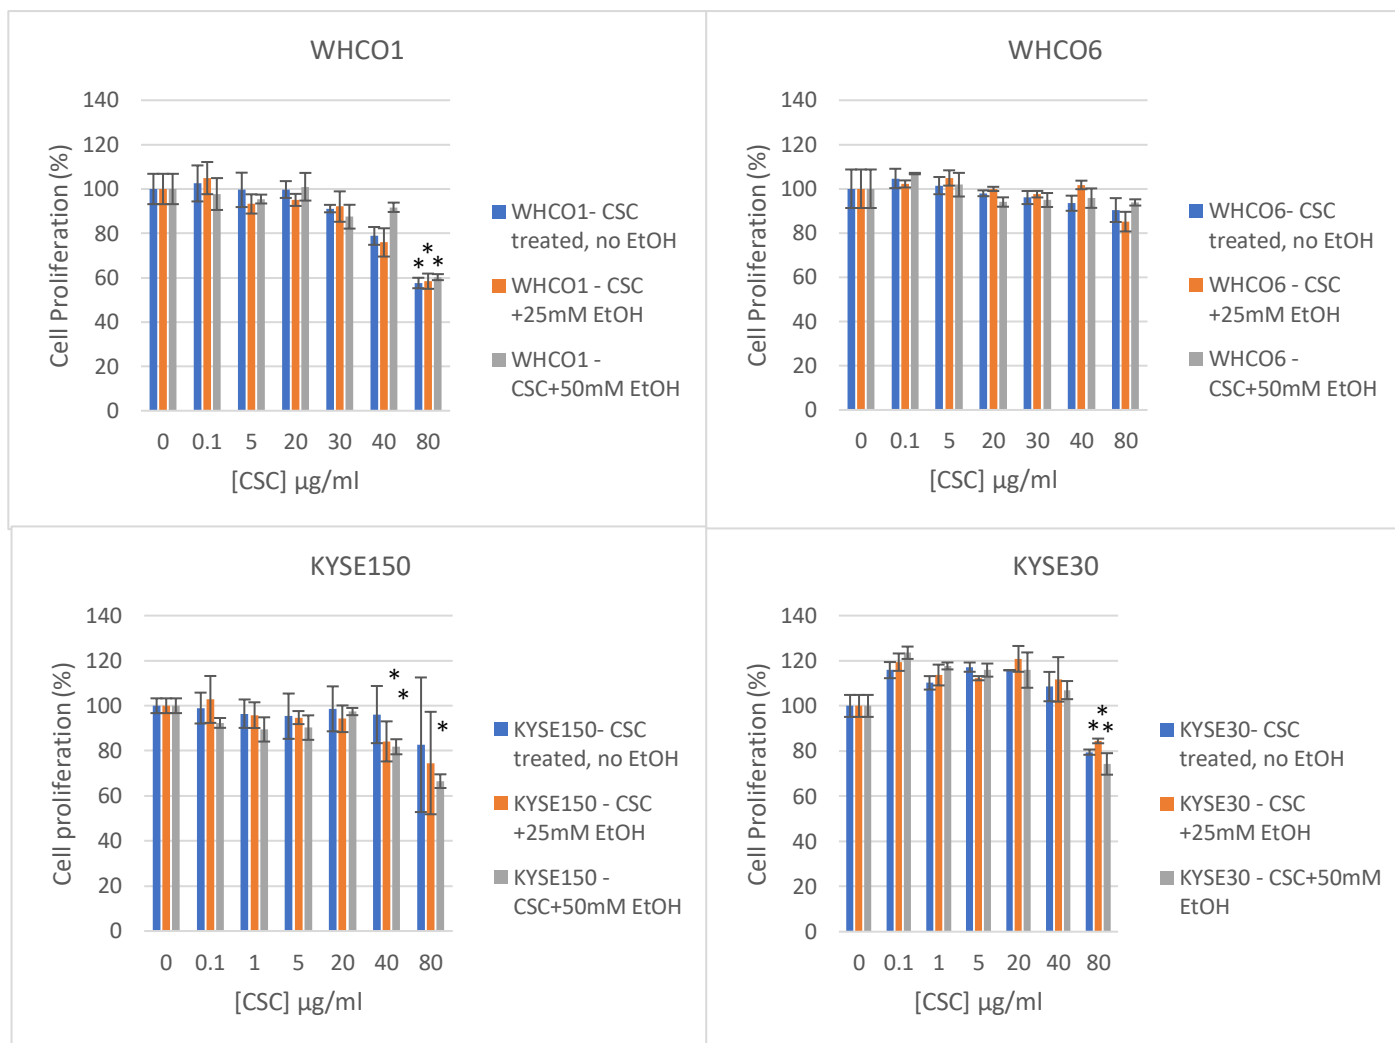 WHCO1
140
120
100
80
60
40
20
0
Cell Proliferation (%)
* * * *
0 0.1 5 20 30 40 80
[CSC] µg/ml
WHCO1- CSC
treated, no EtOH
WHCO1 - CSC
+25mM EtOH
WHCO1 -
CSC+50mM EtOH
WHCO6
140
120
100
80
60
40
20
0
Cell Proliferation (%)
0 0.1 5 20 30 40 80
[CSC] µg/ml
WHCO6- CSC
treated, no EtOH
WHCO6 - CSC
+25mM EtOH
WHCO6 -
CSC+50mM EtOH
KYSE150
140
120
100
80
60
40
20
0
Cell proliferation (%)
*
*
*
0 0.1 1 5 20 40 80
[CSC] µg/ml
KYSE150- CSC
treated, no EtOH
KYSE150 - CSC
+25mM EtOH
KYSE150 -
CSC+50mM EtOH
KYSE30
140
120
100
80
60
40
20
0
Cell Proliferation (%)
* *
* *
0 0.1 1 5 20 40 80
[CSC] µg/ml
KYSE30- CSC
treated, no EtOH
KYSE30 - CSC
+25mM EtOH
KYSE30 - CSC+50mM
EtOH